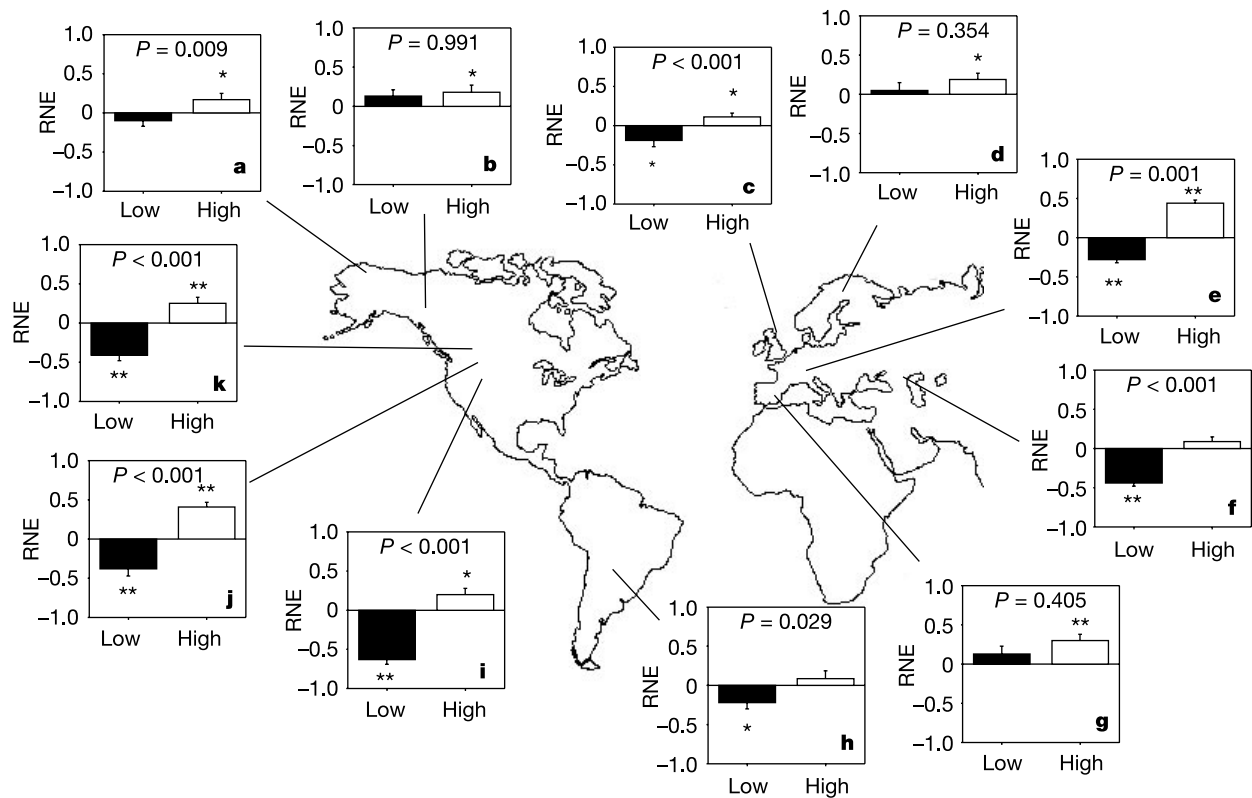 P = 0.009
1.0
0.5
0
−0.5
−1.0
RNE
*
a
Low
High
P = 0.991
1.0
0.5
0
−0.5
−1.0
RNE
*
b
Low
High
P < 0.001
1.0
0.5
0
−0.5
−1.0
RNE
*
*
c
Low
High
P = 0.354
1.0
0.5
0
−0.5
−1.0
RNE
*
d
Low
High
P = 0.001
1.0
0.5
0
−0.5
−1.0
RNE
**
**
e
Low
High
P < 0.001
1.0
0.5
0
−0.5
−1.0
RNE
**
**
k
Low
High
P < 0.001
1.0
0.5
0
−0.5
−1.0
RNE
**
f
Low
High
P < 0.001
1.0
0.5
0
−0.5
−1.0
RNE
**
**
j
Low
High
P < 0.001
1.0
0.5
0
−0.5
−1.0
RNE
*
**
i
Low
High
P = 0.029
1.0
0.5
0
−0.5
−1.0
RNE
*
h
Low
High
P = 0.405
1.0
0.5
0
−0.5
−1.0
RNE
**
g
Low
High